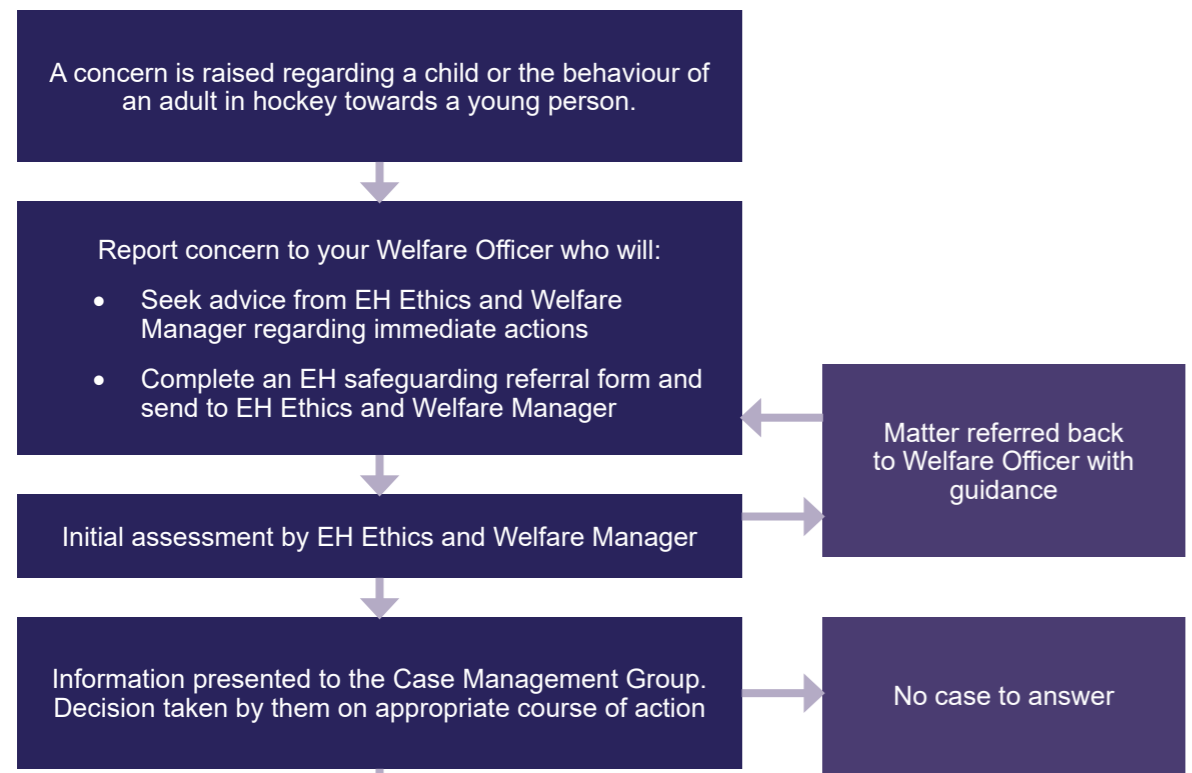 A concern is raised regarding a child or the behaviour of
an adult in hockey towards a young person.
Report concern to your Welfare Officer who will:
• Seek advice from EH Ethics and Welfare
Manager regarding immediate actions
• Complete an EH safeguarding referral form and
send to EH Ethics and Welfare Manager
Matter referred back
to Welfare Officer with
guidance
Initial assessment by EH Ethics and Welfare Manager
Information presented to the Case Management Group.
Decision taken by them on appropriate course of action
No case to answer